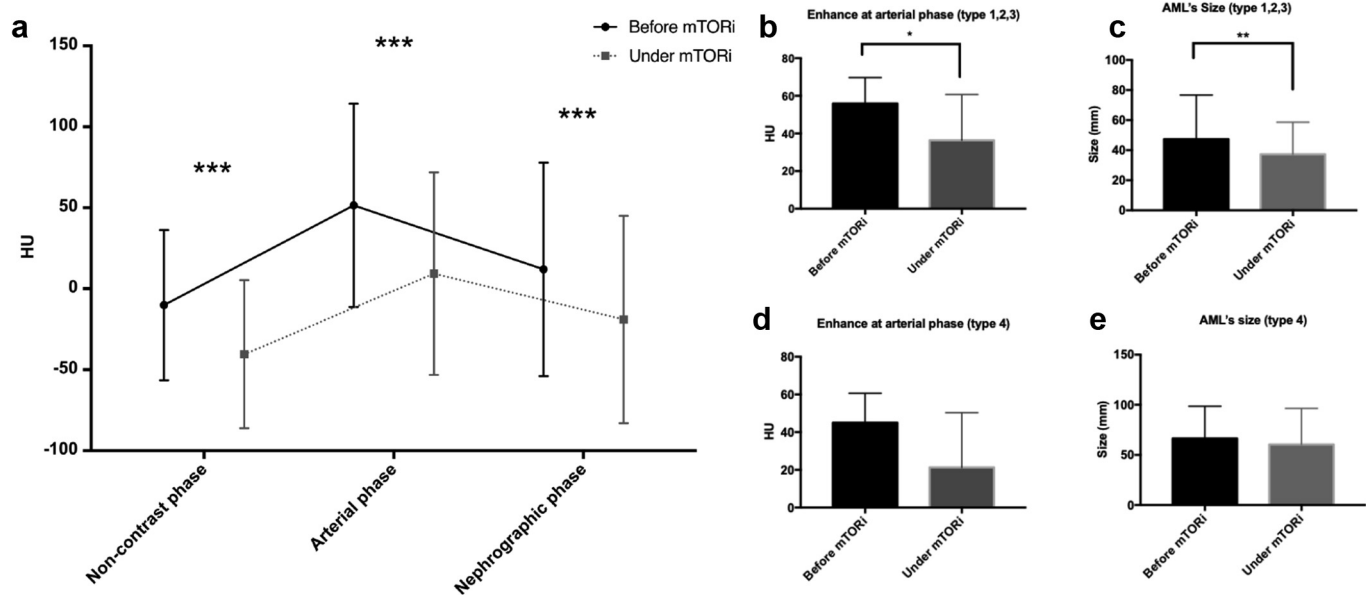 a
Before mTORi
Under mTORi
***
***
***
150
100
50
0
-50
-100
HU
Non-contrast phase
Arterial phase
Nephrographic phase
b
Enhance at arterial phase (type 1,2,3)
*
80
60
40
20
0
HU
Before mTORi
Under mTORi
c
AML's Size (type 1,2,3)
**
100
80
60
40
20
0
Size (mm)
Before mTORi
Under mTORi
d
Enhance at arterial phase (type 4)
80
60
40
20
0
HU
Before mTORi
Under mTORi
e
AML's size (type 4)
150
100
50
0
Size (mm)
Before mTORi
Under mTORi